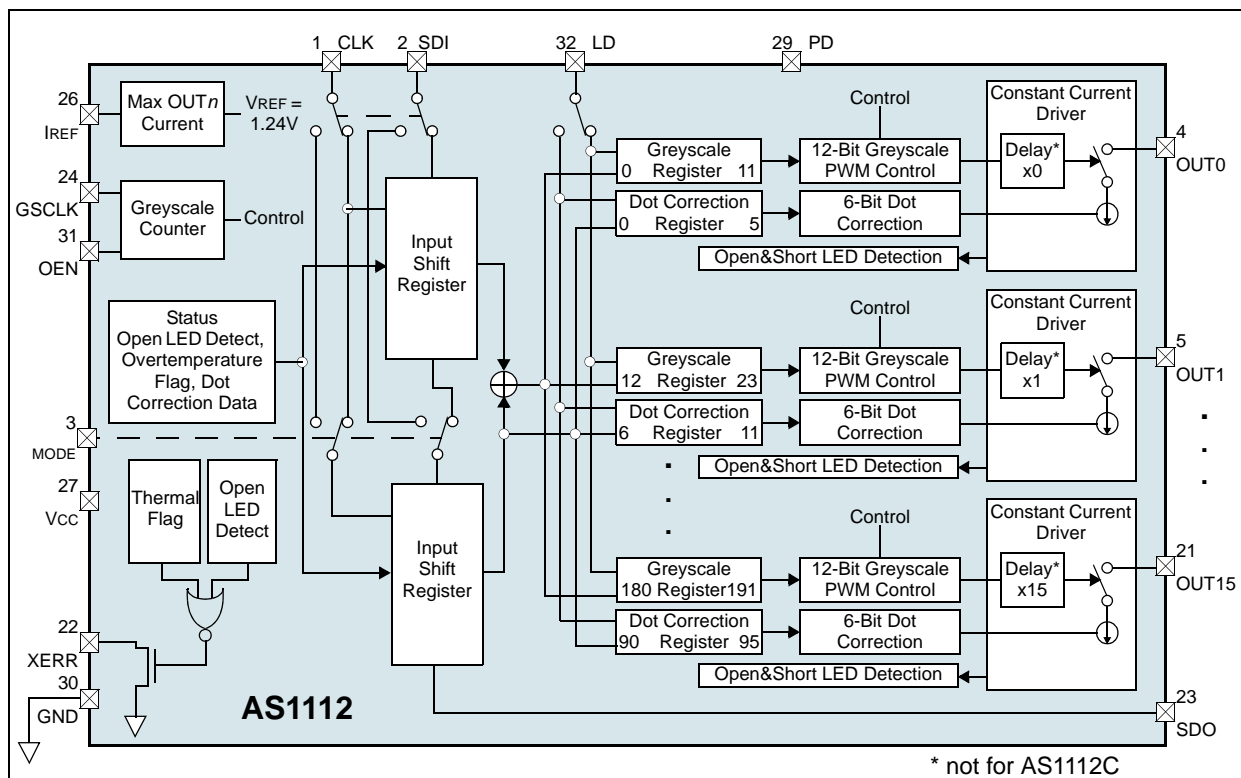 1 CLK
2 SDI
32 LD
29 PD
26
IREF
Max OUTn
Current
VREF =
1.24V
24
GSCLK
31
OEN
Greyscale
Counter
Control
Status
Open LED Detect,
Overtemperature
Flag, Dot
Correction Data
3
MODE
27
VCC
Thermal
Flag
Open
LED
Detect
22
XERR
30
GND
AS1112
Input
Shift
Register
Input
Shift
Register
Greyscale
0 Register 11
Dot Correction
0 Register 5
Control
12-Bit Greyscale
PWM Control
6-Bit Dot
Correction
Open&Short LED Detection
Constant Current
Driver
Delay*
x0
4
OUT0
Greyscale
12 Register 23
Dot Correction
6 Register 11
Control
12-Bit Greyscale
PWM Control
6-Bit Dot
Correction
Open&Short LED Detection
Constant Current
Driver
Delay*
x1
5
OUT1
Greyscale
180 Register191
Dot Correction
90 Register 95
Control
12-Bit Greyscale
PWM Control
6-Bit Dot
Correction
Open&Short LED Detection
Constant Current
Driver
Delay*
x15
21
OUT15
23
SDO
* not for AS1112C